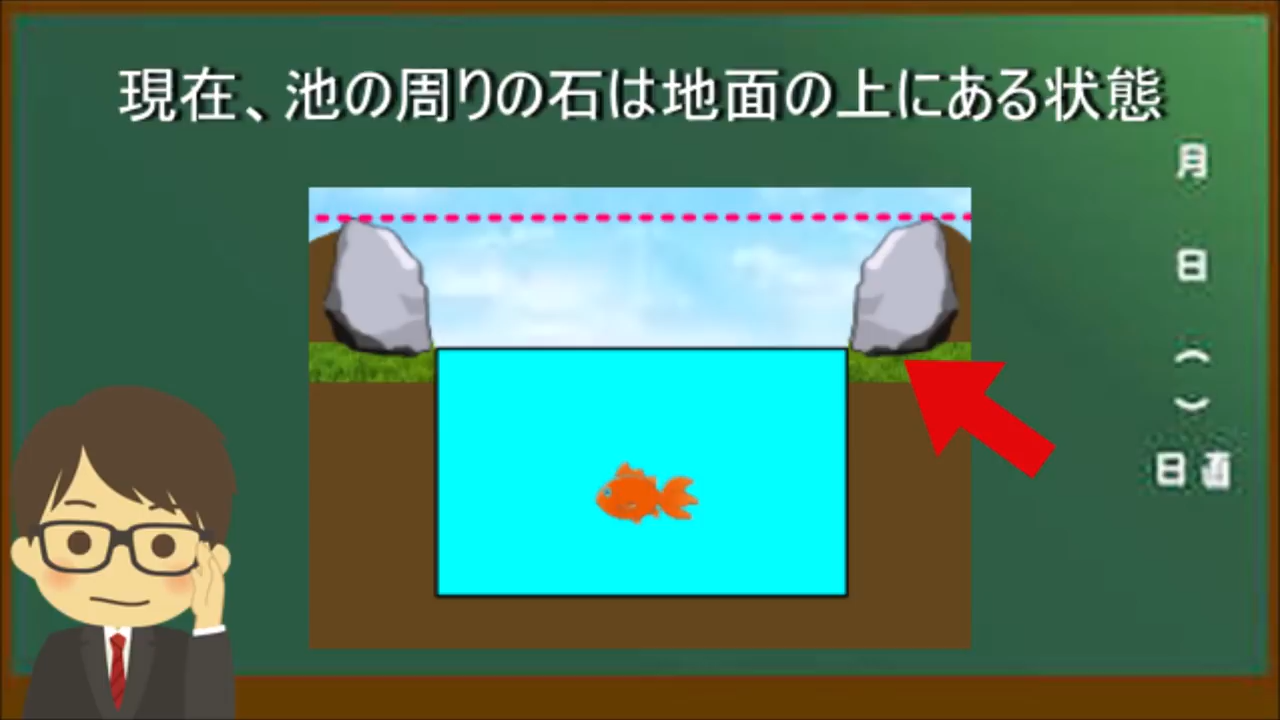 現在、池の周りの石は地面の上にある状態
月
日
（
）
日直